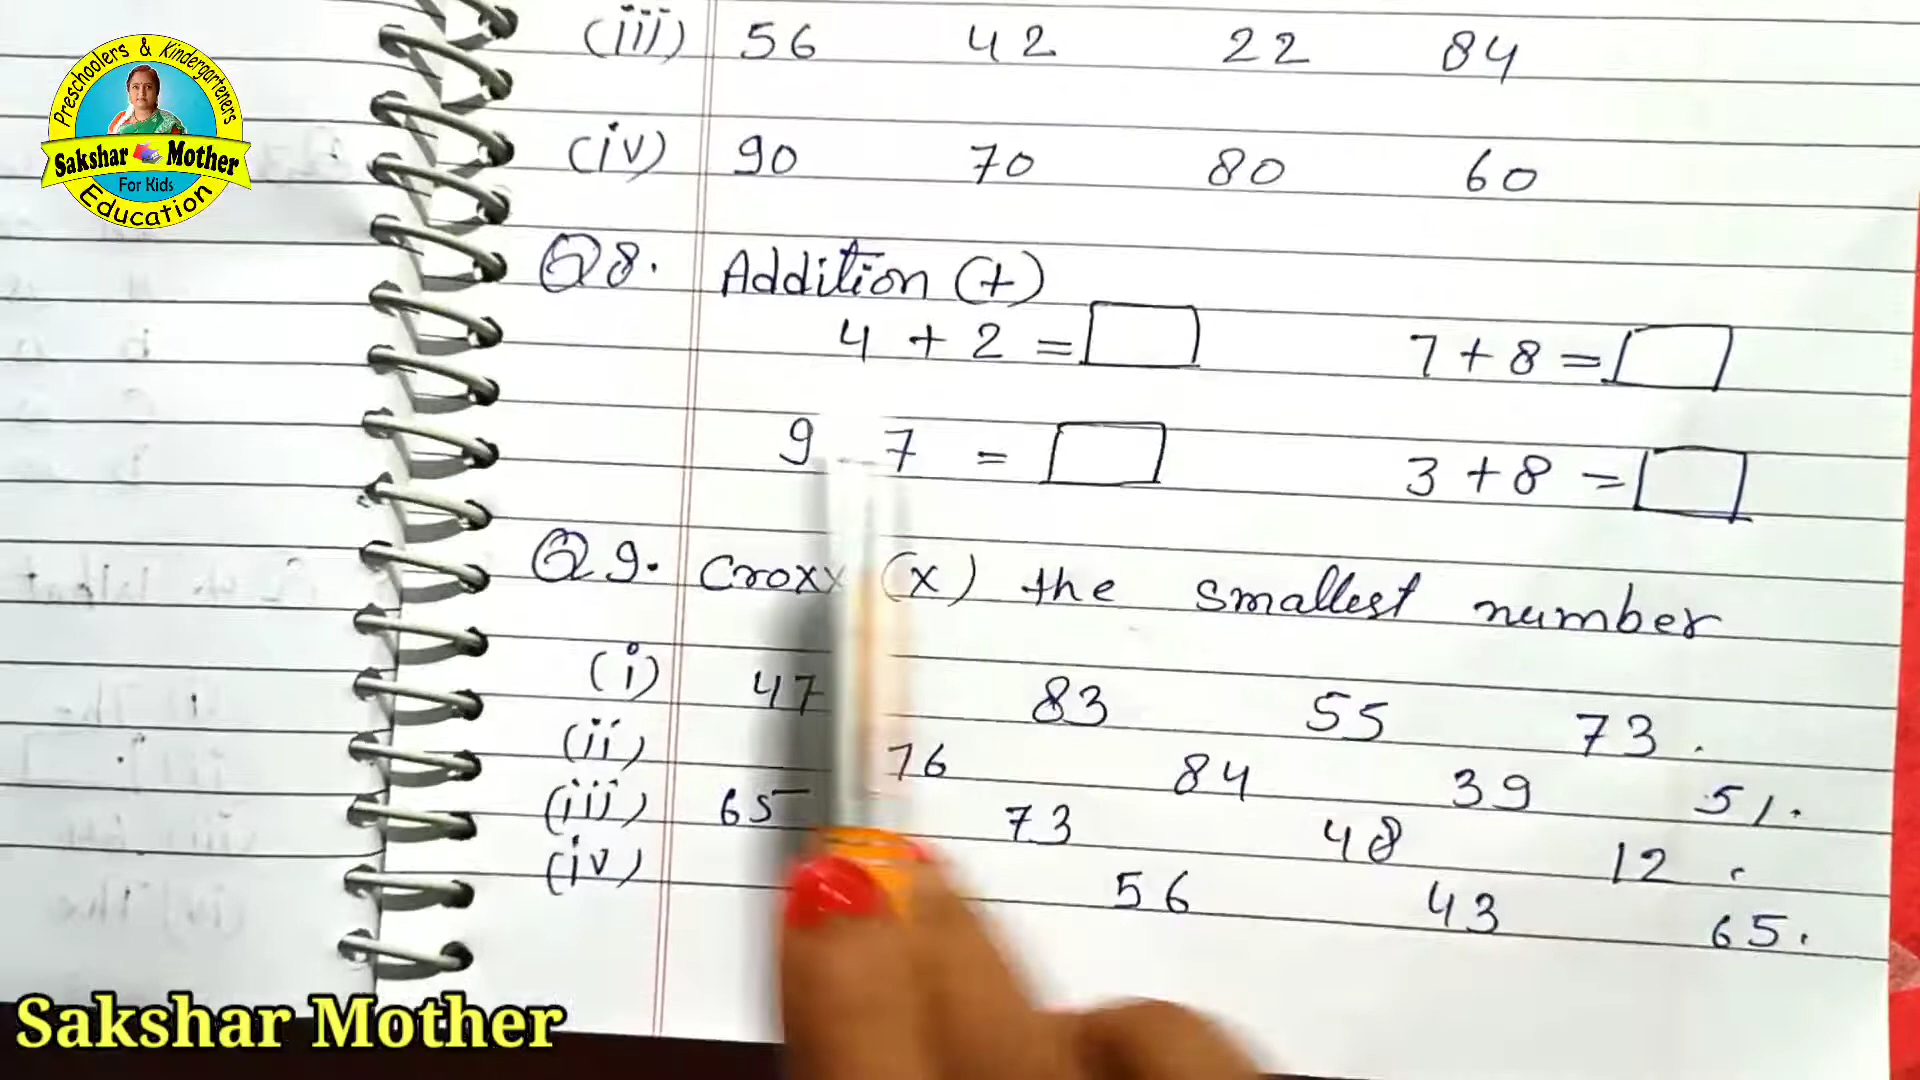 Preschoolers & Kindergarteners
Sakshar Mother
For Kids
Education
(iii) 56 42 22 84
(iv) 90 70 80 60
Q8. Addition (+)
4 + 2 = 7 + 8 =
9 7 = 3 + 8 =
Q9. Croxx (x) the smallest number
(i) 47 83 55 73.
(ii) 76 84 39 51.
(iii) 65 73 48 12.
(iv) 56 43 65.
Sakshar Mother